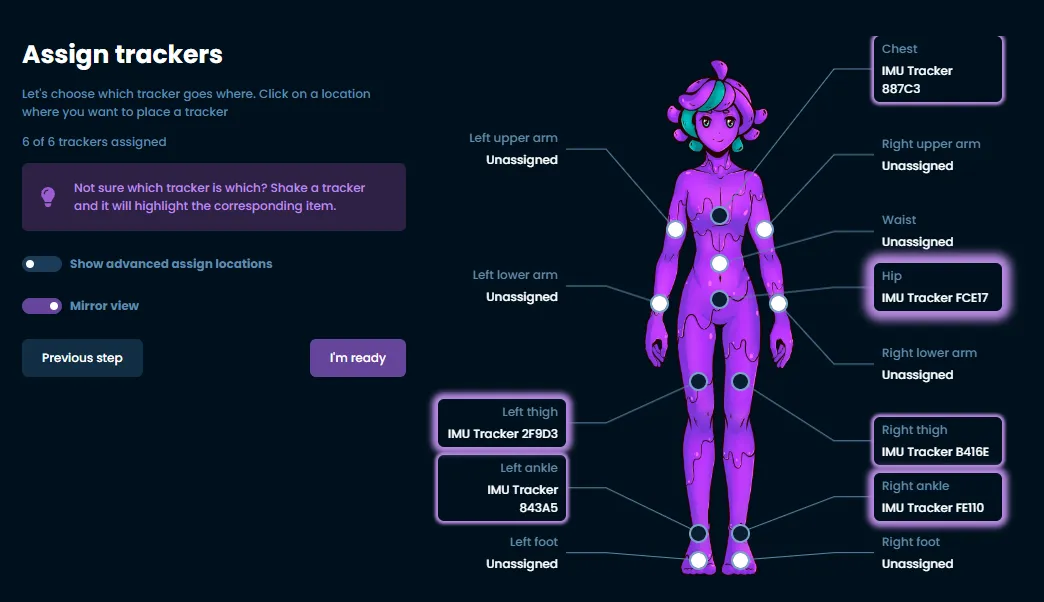 Assign trackers
Let's choose which tracker goes where. Click on a location
where you want to place a tracker
6 of 6 trackers assigned
Not sure which tracker is which? Shake a tracker
and it will highlight the corresponding item.
Show advanced assign locations
Mirror view
Previous step
I'm ready
Left upper arm
Unassigned
Left lower arm
Unassigned
Left thigh
IMU Tracker 2F9D3
Left ankle
IMU Tracker
843A5
Left foot
Unassigned
Chest
IMU Tracker
887C3
Right upper arm
Unassigned
Waist
Unassigned
Hip
IMU Tracker FCE17
Right lower arm
Unassigned
Right thigh
IMU Tracker B416E
Right ankle
IMU Tracker FE110
Right foot
Unassigned